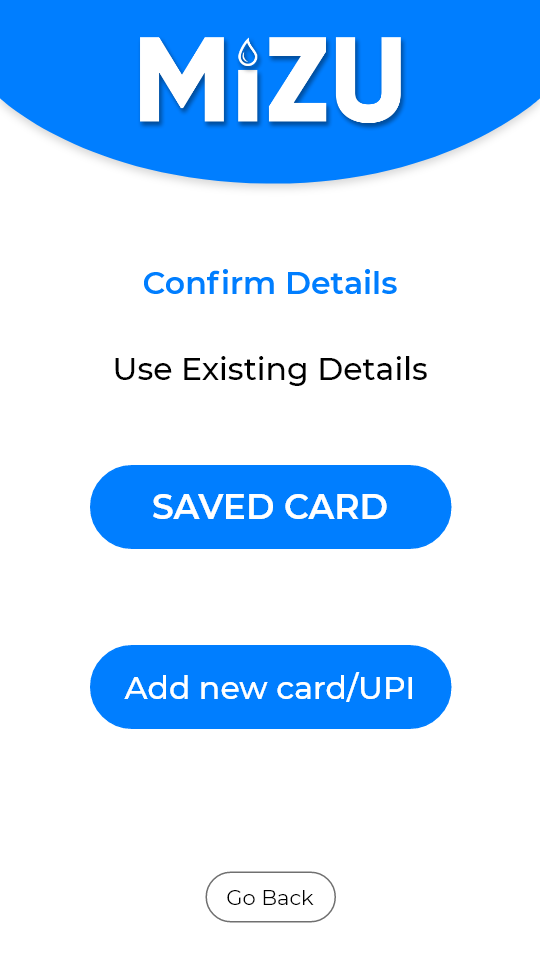 MiZU
Confirm Details
Use Existing Details
SAVED CARD
Add new card/UPI
Go Back